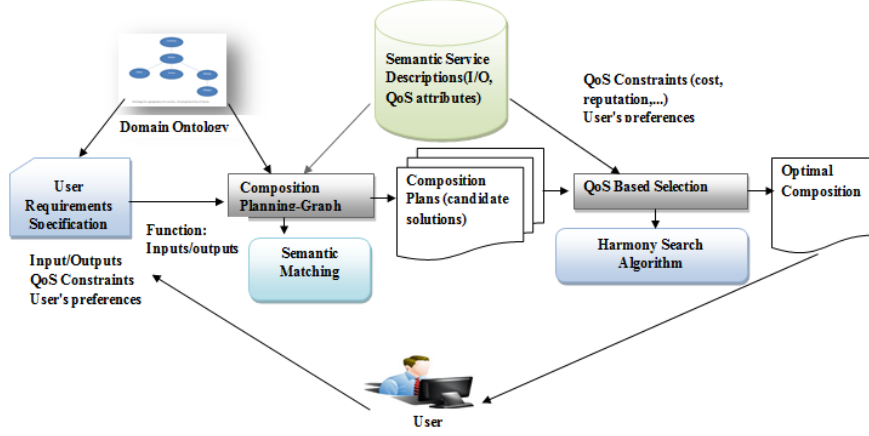 Semantic Service
Descriptions(I/O,
QoS attributes)
QoS Constraints (cost,
reputation,...)
User's preferences
Domain Ontology
User
Requirements
Specification
Composition
Planning-Graph
Composition
Plans (candidate
solutions)
QoS Based Selection
Optimal
Composition
Function:
Inputs/outputs
Semantic
Matching
Harmony Search
Algorithm
Input/Outputs
QoS Constraints
User's preferences
User